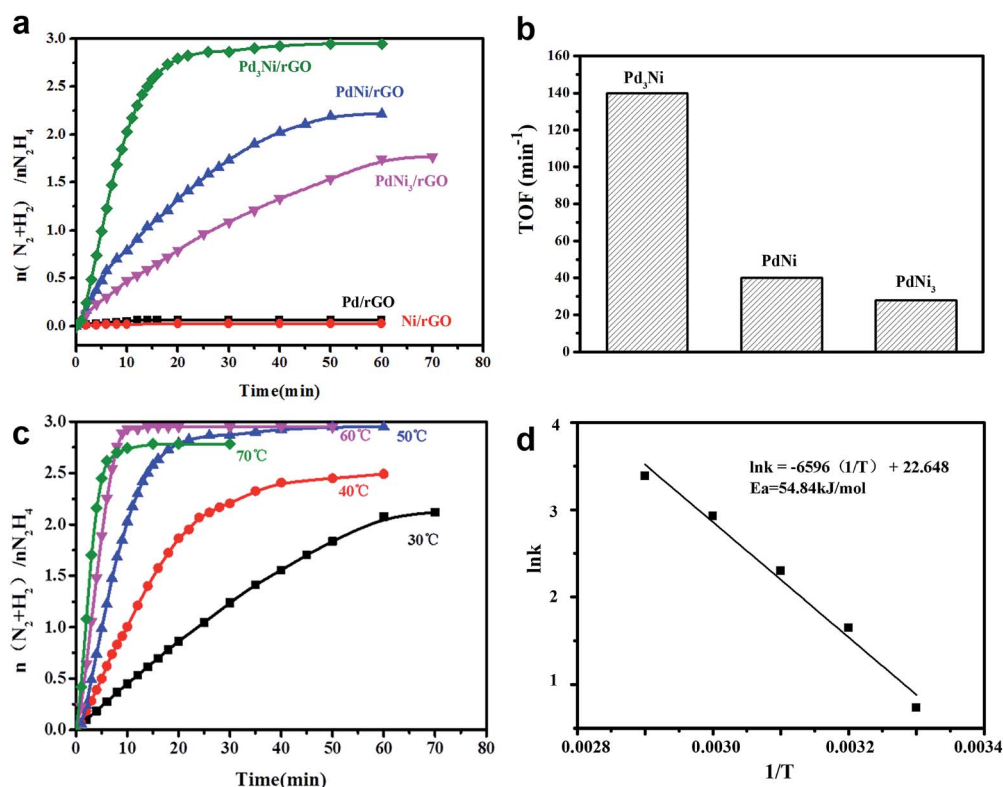 a
3.0
2.5
2.0
1.5
1.0
0.5
0.0
n( N₂+H₂ ) /nN₂H₄
Pd₃Ni/rGO
PdNi/rGO
PdNi₃/rGO
Pd/rGO
Ni/rGO
0 10 20 30 40 50 60 70 80
Time(min)
b
160
140
120
100
80
60
40
20
0
TOF (min⁻¹)
Pd₃Ni
PdNi
PdNi₃
c
3.0
2.5
2.0
1.5
1.0
0.5
0.0
n (N₂+H₂) /nN₂H₄
60℃
50℃
70℃
40℃
30℃
0 10 20 30 40 50 60 70 80
Time(min)
d
4
3
2
1
lnk
lnk = -6596 (1/T) + 22.648
Ea=54.84kJ/mol
0.0028 0.0030 0.0032 0.0034
1/T